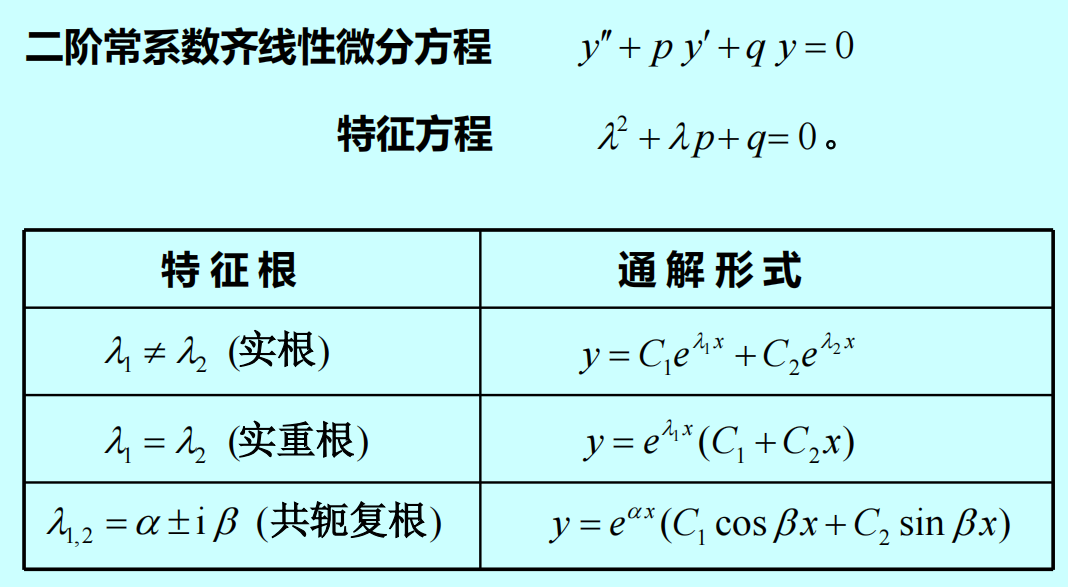 二阶常系数齐线性微分方程 y″ + p y′ + q y = 0
特征方程 λ² + λp + q = 0。
特征根 通解形式
λ₁ ≠ λ₂ (实根) y = C₁e^{λ₁x} + C₂e^{λ₂x}
λ₁ = λ₂ (实重根) y = e^{λ₁x}(C₁ + C₂x)
λ₁,₂ = α ± i β (共轭复根) y = e^{αx}(C₁ cos βx + C₂ sin βx)